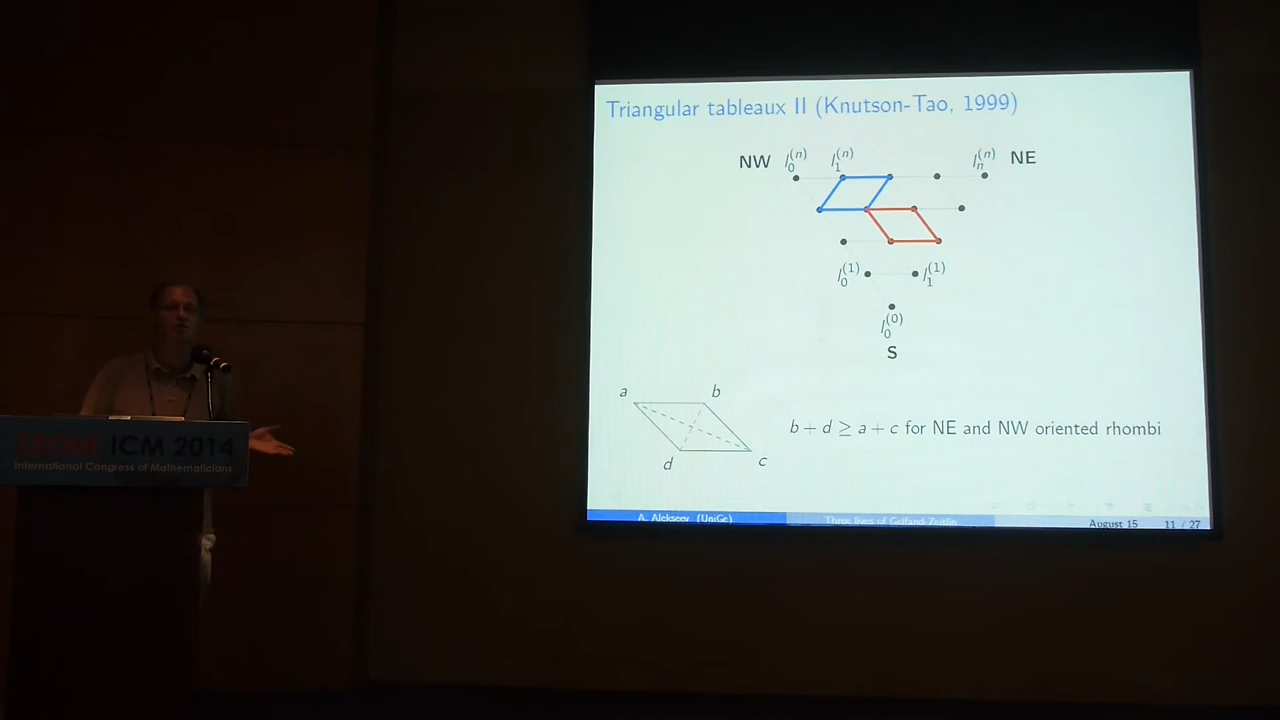 Triangular tableaux II (Knutson-Tao, 1999)
NW l_0^{(n)} l_1^{(n)} l_n^{(n)} NE
l_0^{(1)} l_1^{(1)}
l_0^{(0)}
S
a b
b + d ≥ a + c for NE and NW oriented rhombi
d c
SEOUL ICM 2014
International Congress of Mathematicians
A. Alekseev (UniGe) Three lives of Gelfand-Zeitlin August 15 11 / 27